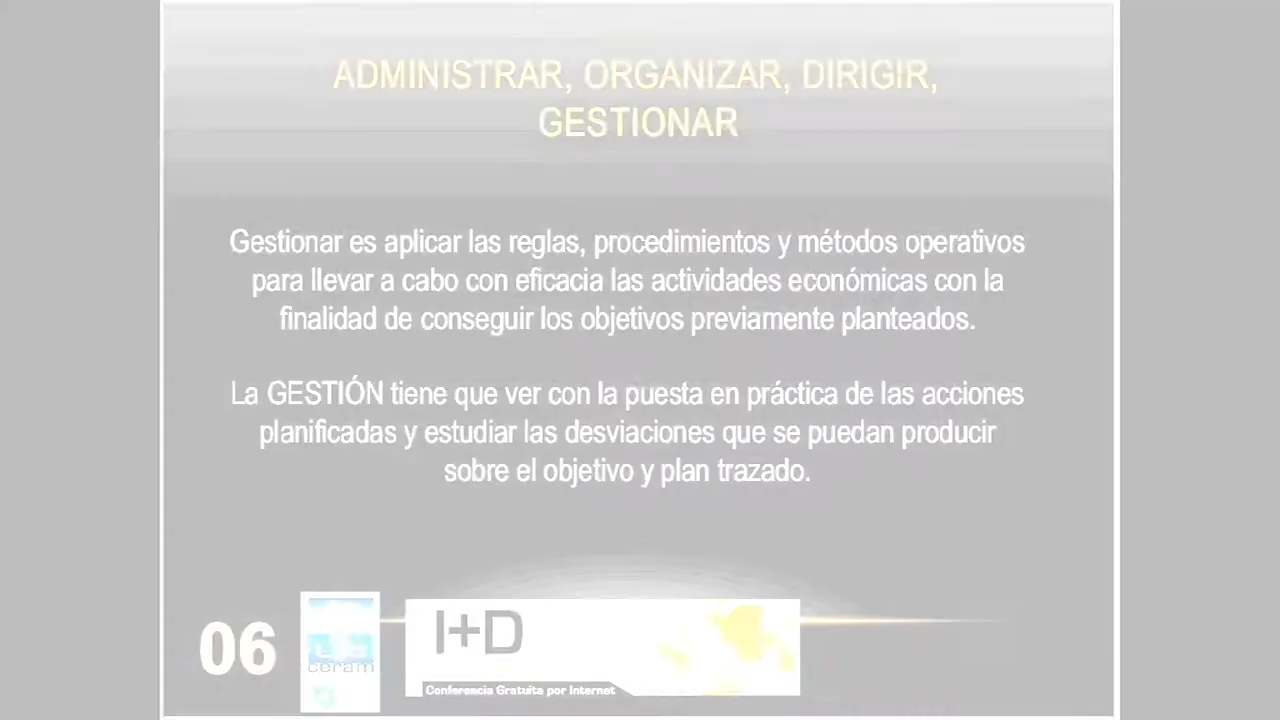 ADMINISTRAR, ORGANIZAR, DIRIGIR,
GESTIONAR
Gestionar es aplicar las reglas, procedimientos y métodos operativos
para llevar a cabo con eficacia las actividades económicas con la
finalidad de conseguir los objetivos previamente planteados.
La GESTIÓN tiene que ver con la puesta en práctica de las acciones
planificadas y estudiar las desviaciones que se puedan producir
sobre el objetivo y plan trazado.
06
ceram
I+D
Conferencia Gratuita por Internet